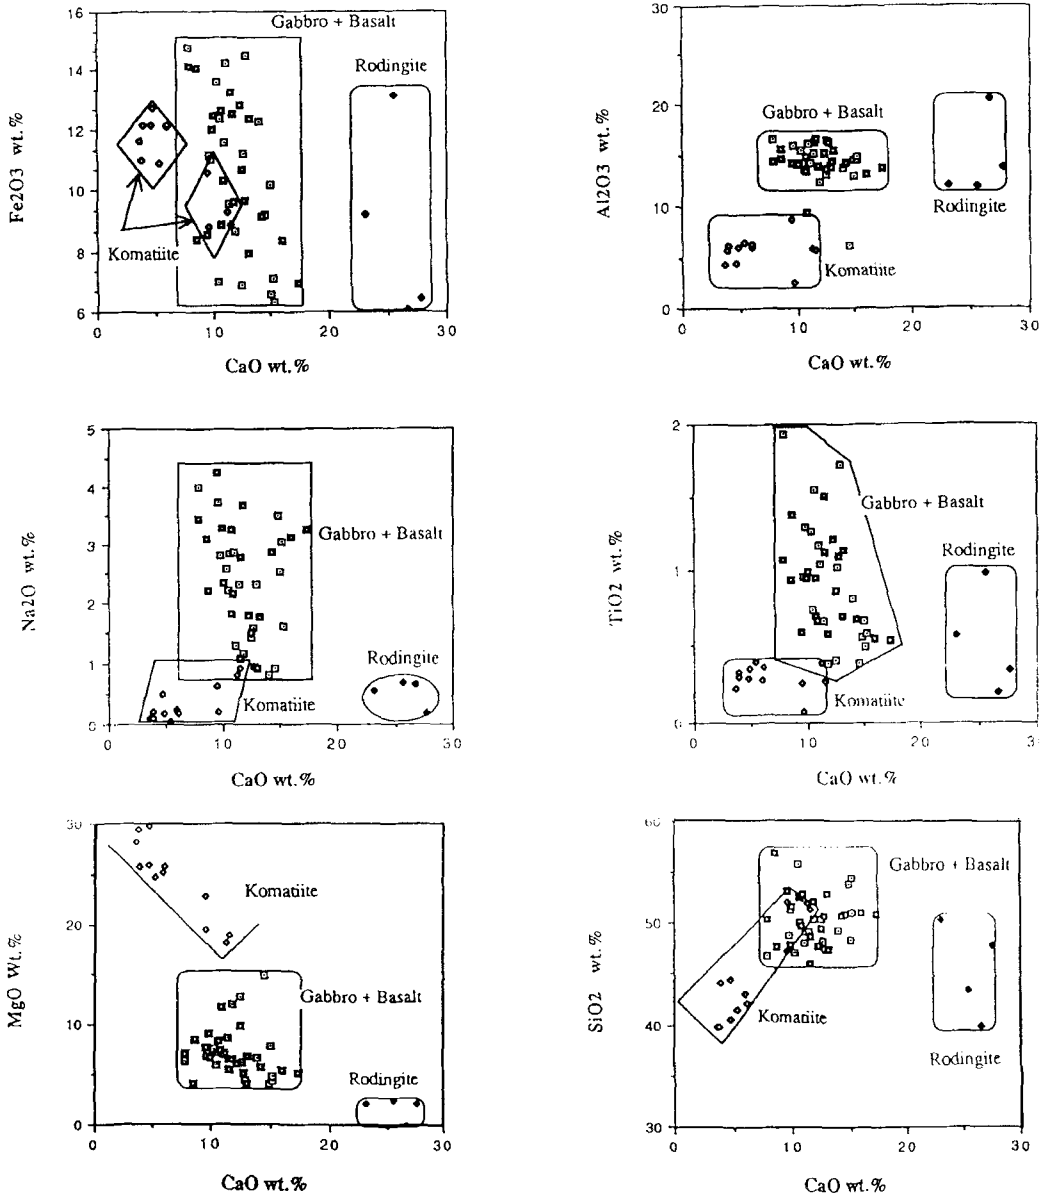 16
14
12
10
8
6
0
10
20
30
Fe2O3 wt.%
CaO wt.%
Gabbro + Basalt
Rodingite
Komatiite
30
20
10
0
0
10
20
30
Al2O3 wt.%
CaO wt.%
Gabbro + Basalt
Rodingite
Komatiite
5
4
3
2
1
0
0
10
20
30
Na2O wt.%
CaO wt.%
Gabbro + Basalt
Rodingite
Komatiite
2
1
0
0
10
20
30
TiO2 wt.%
CaO wt.%
Gabbro + Basalt
Rodingite
Komatiite
30
20
10
0
0
10
20
30
MgO Wt.%
CaO wt.%
Komatiite
Gabbro + Basalt
Rodingite
60
50
40
30
0
10
20
30
SiO2 wt.%
CaO wt.%
Gabbro + Basalt
Komatiite
Rodingite